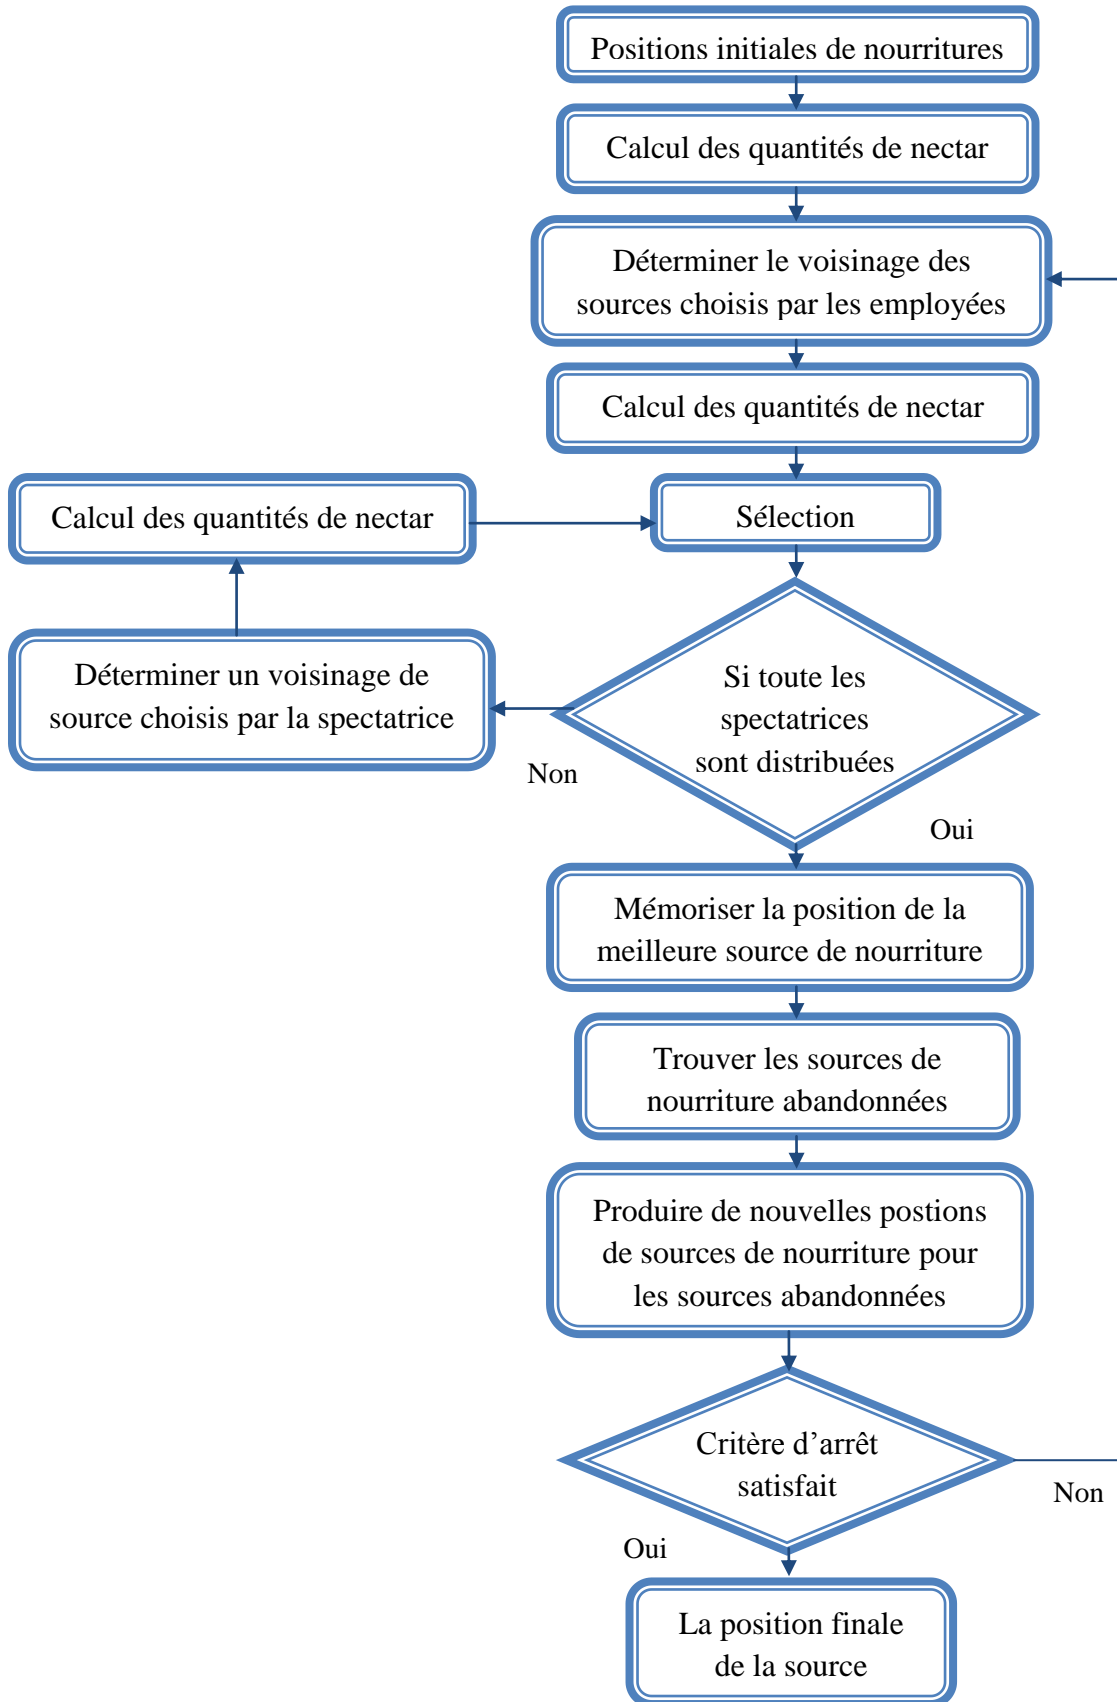 Positions initiales de nourritures
Calcul des quantités de nectar
Déterminer le voisinage des
sources choisis par les employées
Calcul des quantités de nectar
Calcul des quantités de nectar
Sélection
Déterminer un voisinage de
source choisis par la spectatrice
Si toute les
spectatrices
sont distribuées
Non
Oui
Mémoriser la position de la
meilleure source de nourriture
Trouver les sources de
nourriture abandonnées
Produire de nouvelles postions
de sources de nourriture pour
les sources abandonnées
Critère d’arrêt
satisfait
Non
Oui
La position finale
de la source